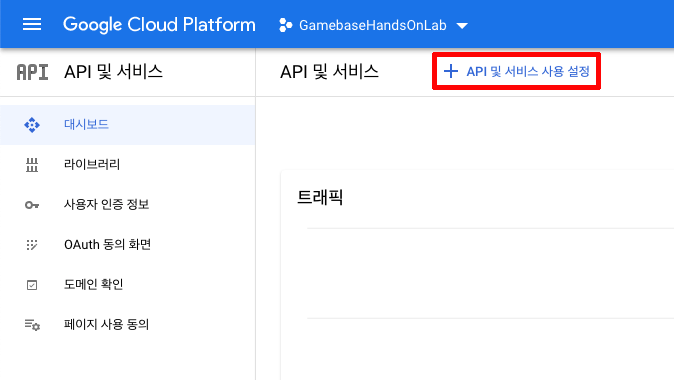 Google Cloud Platform GamebaseHandsOnLab
API API 및 서비스 API 및 서비스 + API 및 서비스 사용 설정
대시보드
라이브러리
트래픽
사용자 인증 정보
OAuth 동의 화면
도메인 확인
페이지 사용 동의